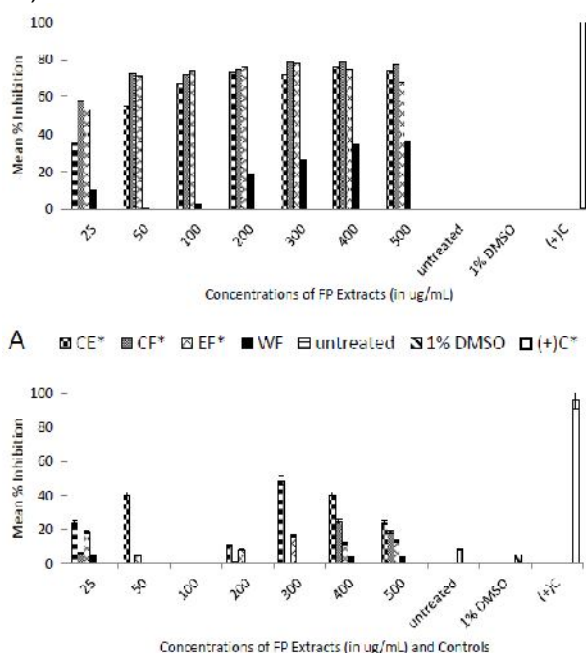 100
80
60
40
20
0
Mean % Inhibition
25 50 100 200 300 400 500 untreated 1% DMSO (+)C
Concentrations of FP Extracts (in ug/mL)
A CE* CF* EF* WF untreated 1% DMSO (+)C*
100
80
60
40
20
0
Mean % Inhibition
25 50 100 200 300 400 500 untreated 1% DMSO (+)C
Concentrations of FP Extracts (in ug/mL) and Controls